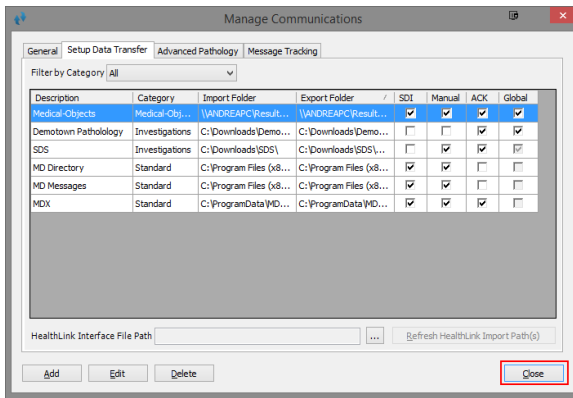 Manage Communications
General Setup Data Transfer Advanced Pathology Message Tracking
Filter by Category All
Description Category Import Folder Export Folder SDI Manual ACK Global
Medical-Objects Medical-Obj... \\ANDREAPC\Result... \\ANDREAPC\Result...
Demotown Patholology Investigations C:\Downloads\Demo... C:\Downloads\Demo...
SDS Investigations C:\Downloads\SDS\ C:\Downloads\SDS\...
MD Directory Standard C:\Program Files (x8... C:\Program Files (x8...
MD Messages Standard C:\Program Files (x8... C:\Program Files (x8...
MDX Standard C:\ProgramData\MD... C:\ProgramData\MD...
HealthLink Interface File Path ... Refresh HealthLink Import Path(s)
Add Edit Delete Close